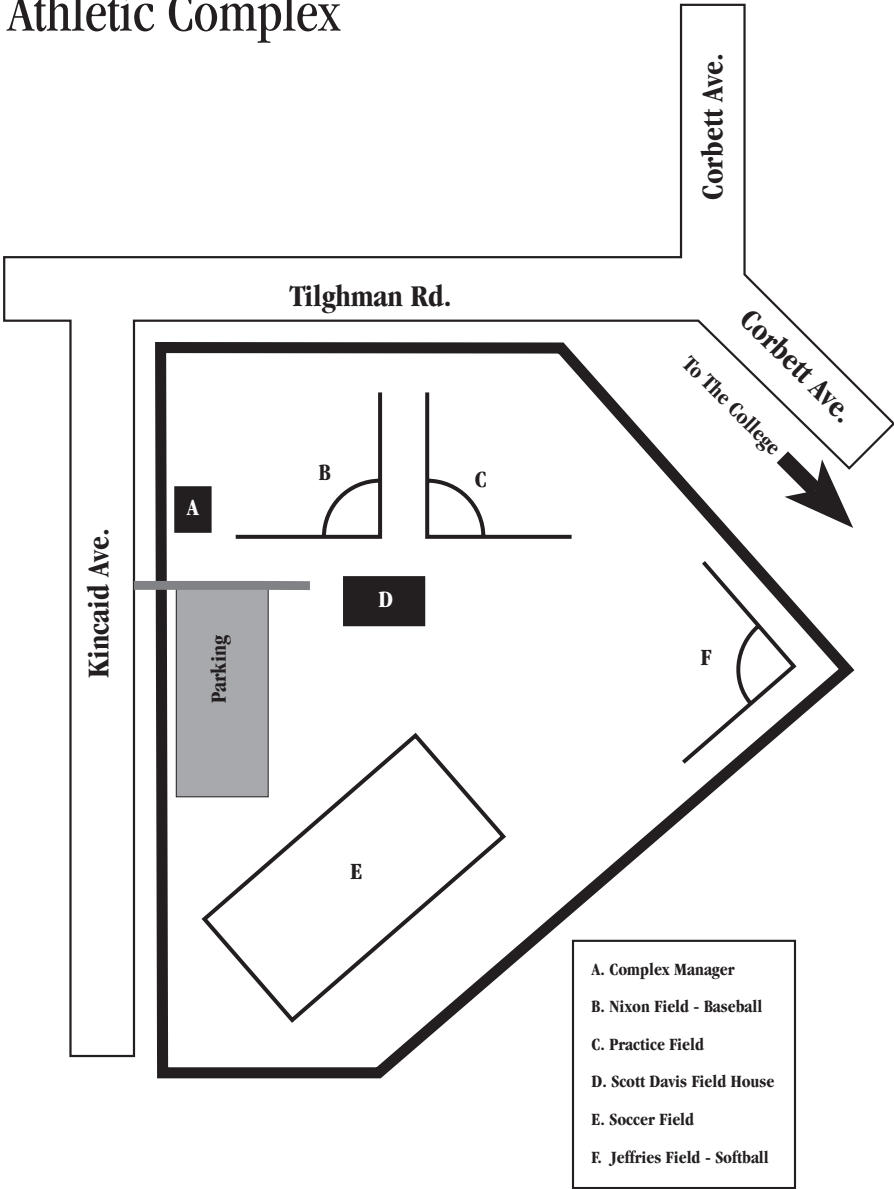 Athletic Complex
Corbett Ave.
Tilghman Rd.
Corbett Ave.
To The College
B
C
A
Kincaid Ave.
D
Parking
F
E
A. Complex Manager
B. Nixon Field - Baseball
C. Practice Field
D. Scott Davis Field House
E. Soccer Field
F. Jeffries Field - Softball